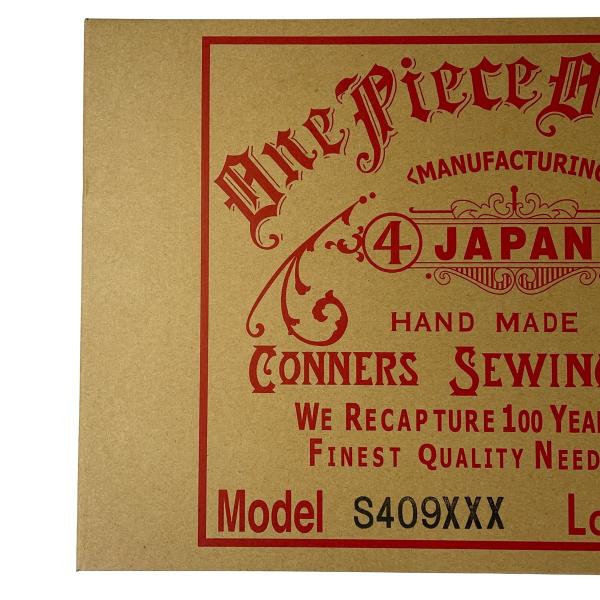 One Piece O
<MANUFACTURING
4 JAPAN
HAND MADE
CONNERS SEWING
WE RECAPTURE 100 YEAR
FINEST QUALITY NEED
Model S409XXX Lo